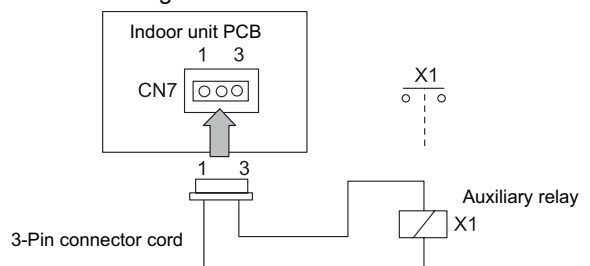 Indoor unit PCB
1 3
CN7
X1
1 3
Auxiliary relay
X1
3-Pin connector cord